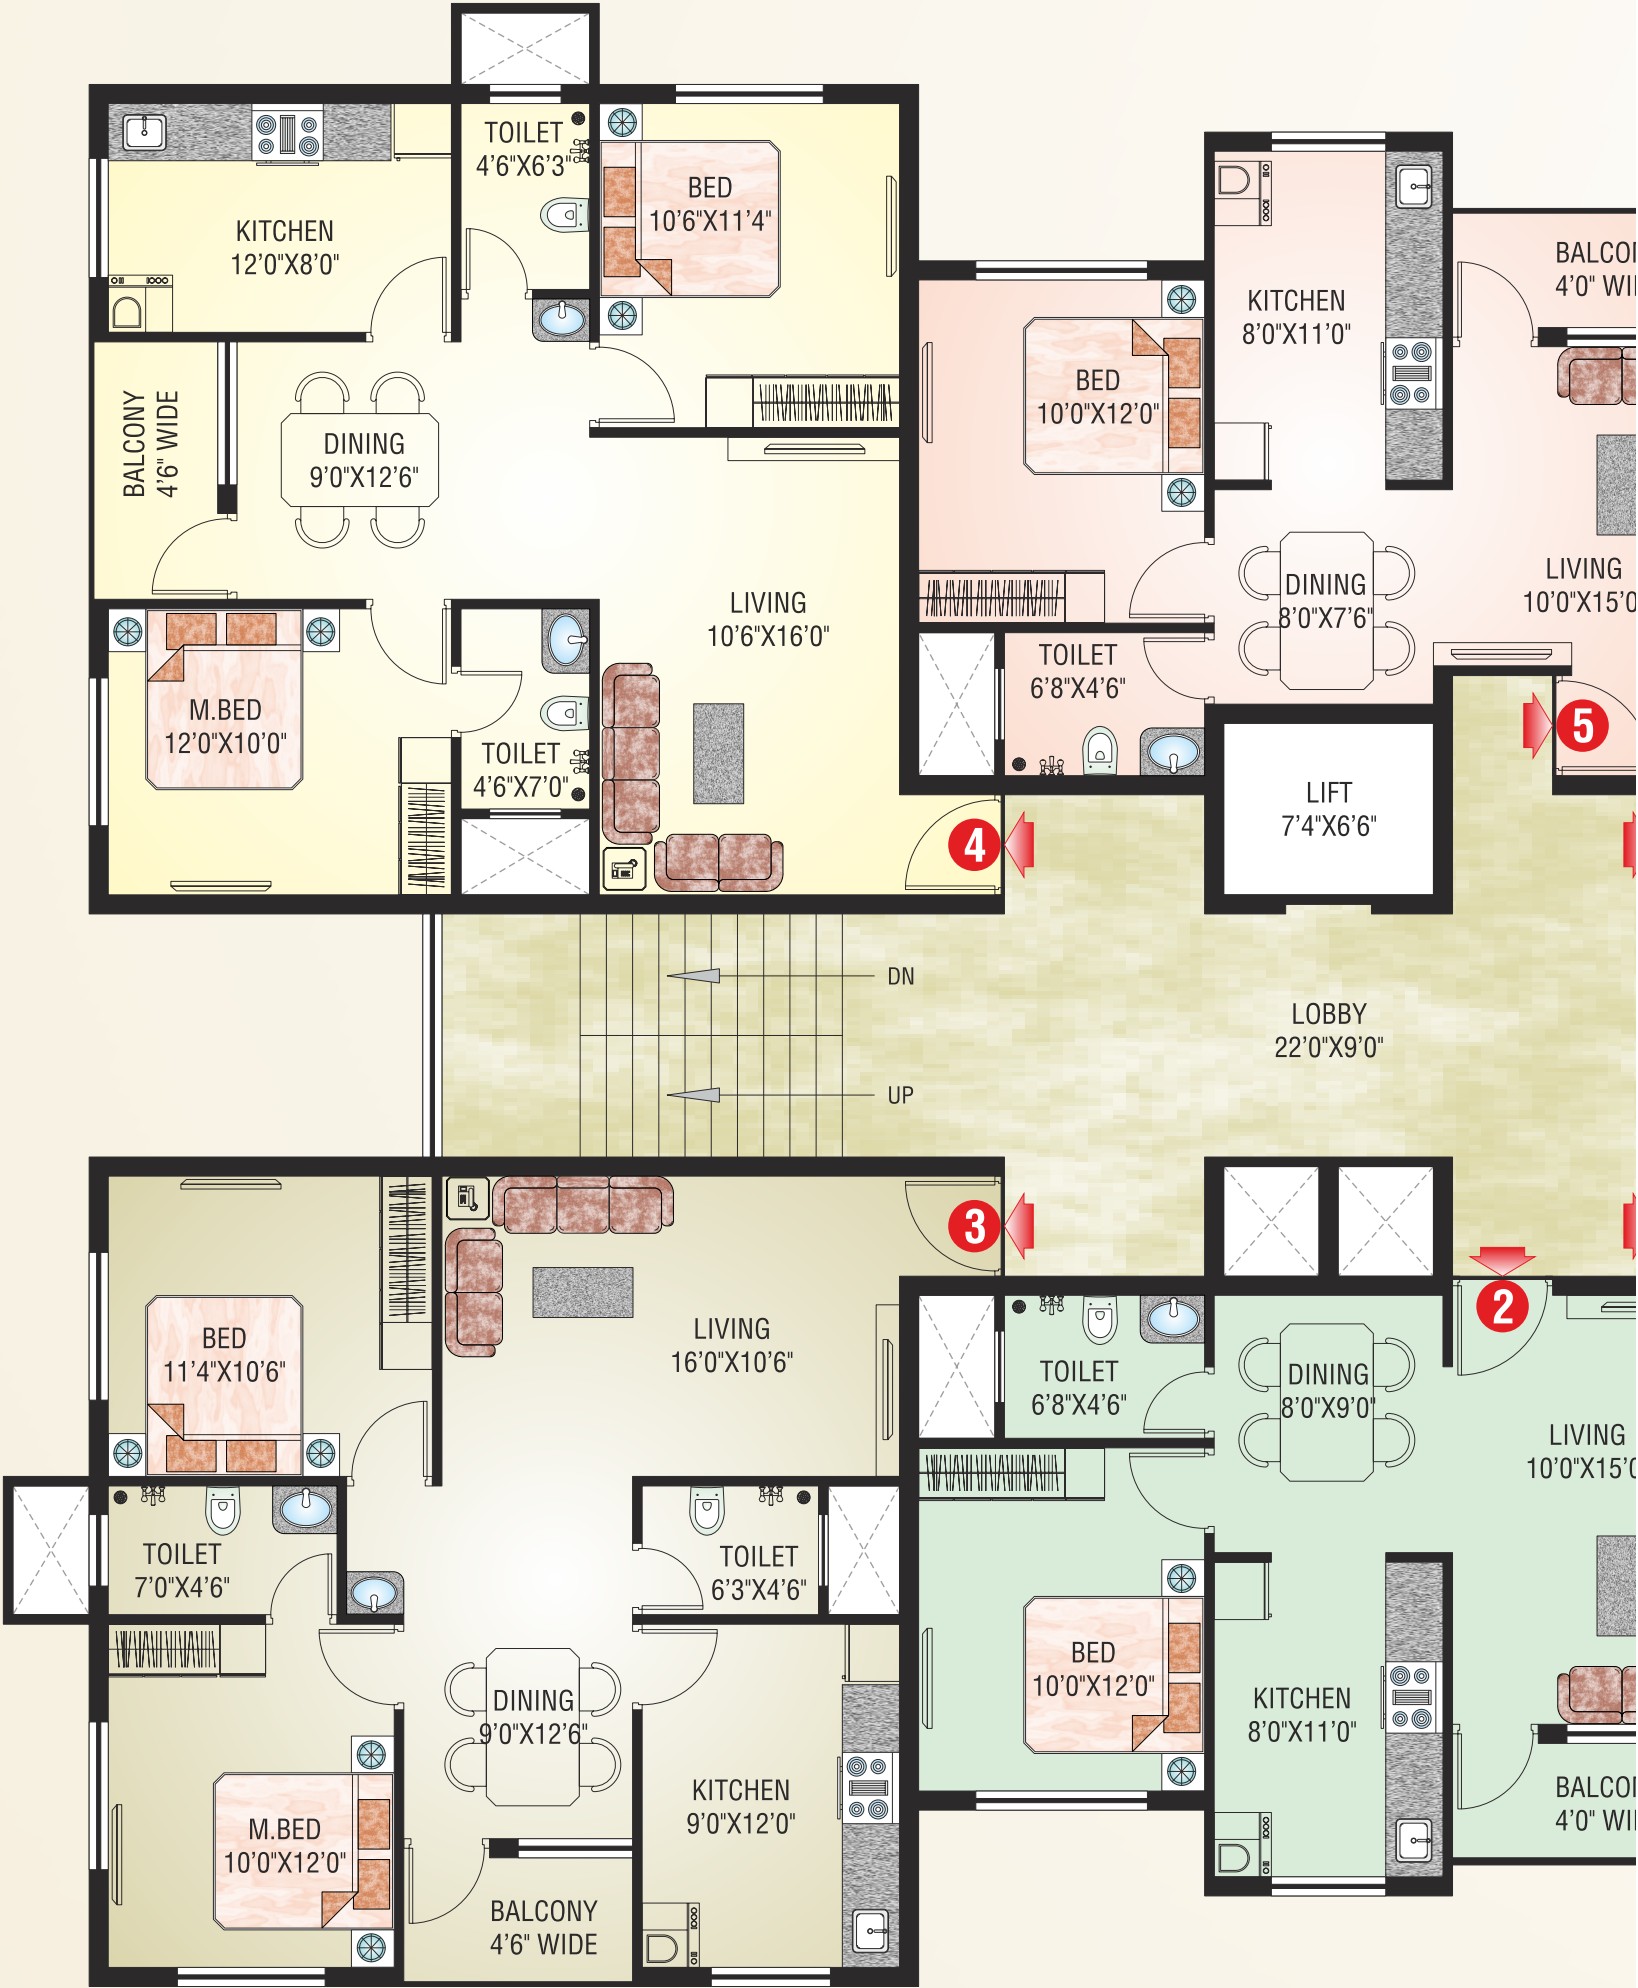 TOILET
4'6"X6'3"
BED
10'6"X11'4"
KITCHEN
12'0"X8'0"
BALCONY
4'6" WIDE
DINING
9'0"X12'6"
LIVING
10'6"X16'0"
M.BED
12'0"X10'0"
TOILET
4'6"X7'0"
4
KITCHEN
8'0"X11'0"
BED
10'0"X12'0"
DINING
8'0"X7'6"
TOILET
6'8"X4'6"
LIVING
10'0"X15'0
4'0"
5
LIFT
7'4"X6'6"
DN
UP
LOBBY
22'0"X9'0"
3
2
BED
11'4"X10'6"
LIVING
16'0"X10'6"
TOILET
7'0"X4'6"
TOILET
6'3"X4'6"
DINING
9'0"X12'6"
M.BED
10'0"X12'0"
KITCHEN
9'0"X12'0"
BALCONY
4'6" WIDE
TOILET
6'8"X4'6"
DINING
8'0"X9'0"
LIVING
10'0"X15'0
BED
10'0"X12'0"
KITCHEN
8'0"X11'0"
4'0"